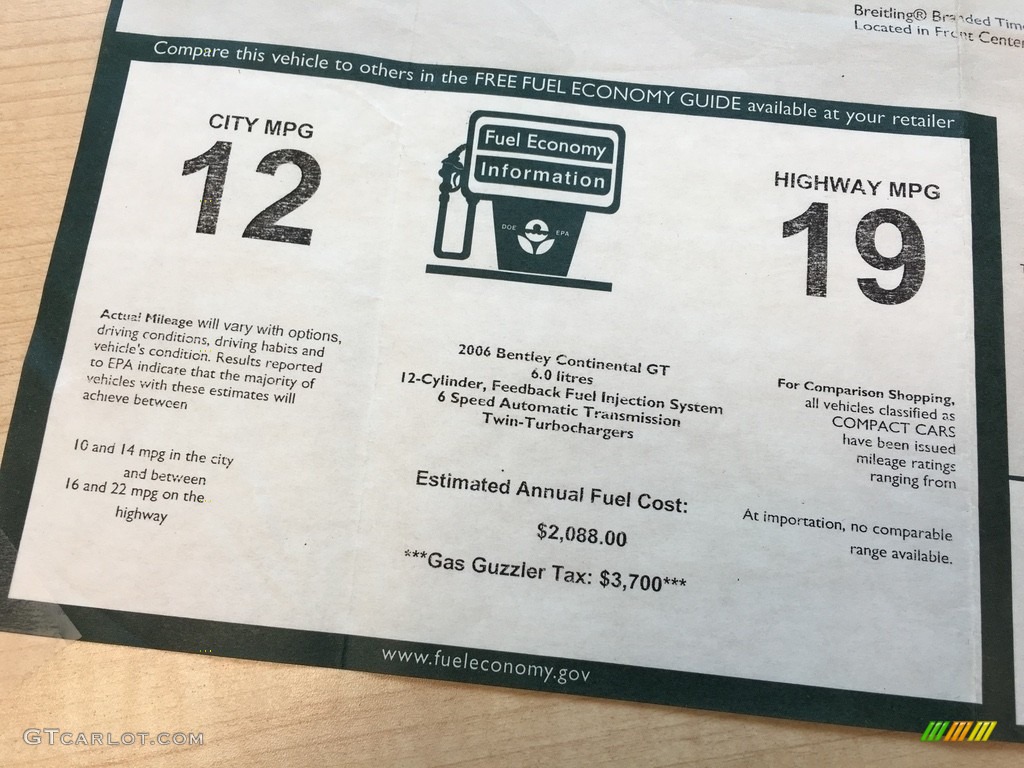 Breitling® Branded
Located in Front Center
Compare this vehicle to others in the FREE FUEL ECONOMY GUIDE available at your retailer
CITY MPG
12
Fuel Economy
Information
DOE EPA
HIGHWAY MPG
19
Actual Mileage will vary with options,
driving conditions, driving habits and
vehicle's condition. Results reported
to EPA indicate that the majority of
vehicles with these estimates will
achieve between
10 and 14 mpg in the city
and between
16 and 22 mpg on the
highway
2006 Bentley Continental GT
6.0 litres
12-Cylinder, Feedback Fuel Injection System
6 Speed Automatic Transmission
Twin-Turbochargers
Estimated Annual Fuel Cost:
$2,088.00
***Gas Guzzler Tax: $3,700***
For Comparison Shopping,
all vehicles classified as
COMPACT CARS
have been issued
mileage ratings
ranging from
At importation, no comparable
range available.
www.fueleconomy.gov
GTcarlot.com